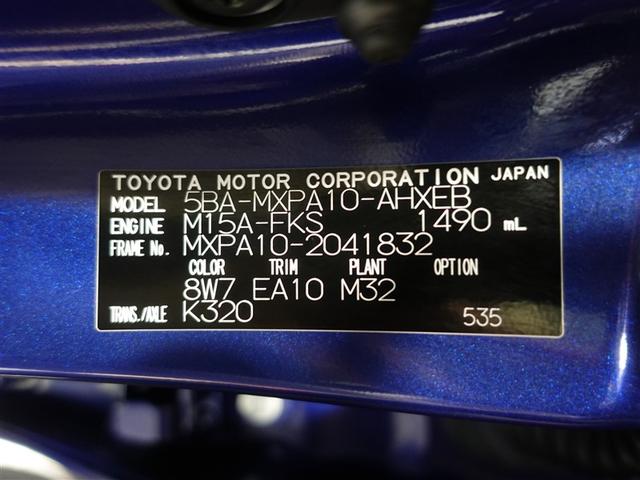 TOYOTA MOTOR CORPORATION JAPAN
MODEL 5BA-MXPA10-AHXEB
ENGINE M15A-FKS 1490 mL
FRAME No. MXPA10-2041832
COLOR TRIM PLANT OPTION
8W7 EA10 M32
TRANS./AXLE K320 535